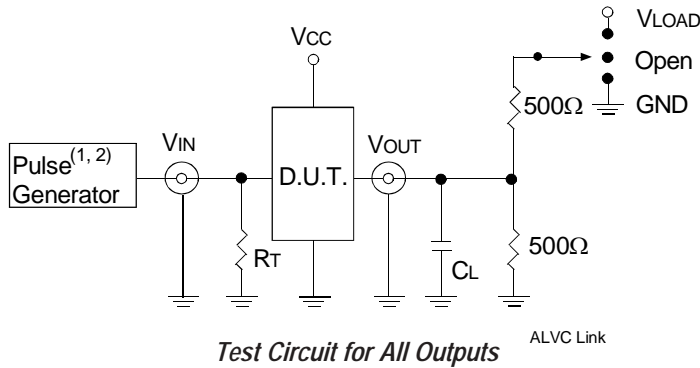 VLOAD
VCC
Open
500Ω
GND
VIN
VOUT
Pulse(1, 2)
Generator
D.U.T.
RT
CL
500Ω
Test Circuit for All Outputs
ALVC Link